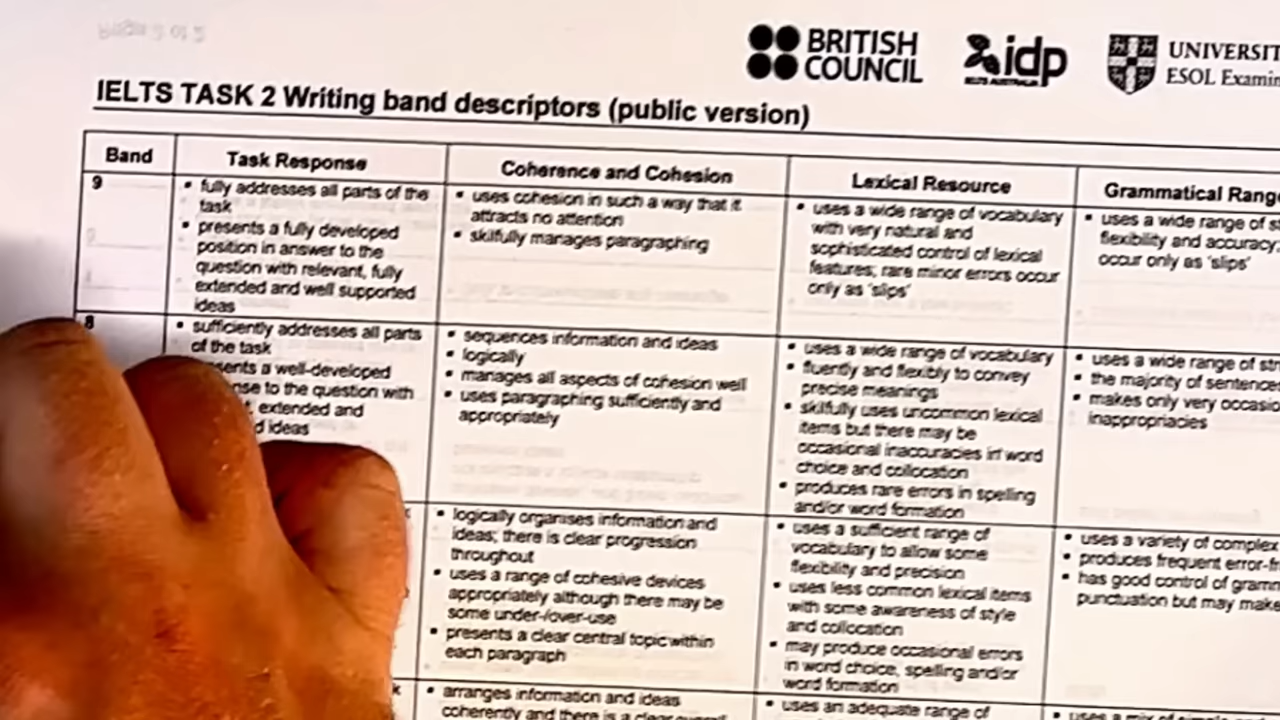 Page 2 of 2
BRITISH
COUNCIL
idp
IELTS AUSTRALIA
UNIVERSIT
ESOL Examin
IELTS TASK 2 Writing band descriptors (public version)
Band
Task Response
Coherence and Cohesion
Lexical Resource
Grammatical Rang
9
• fully addresses all parts of the
task
• presents a fully developed
position in answer to the
question with relevant, fully
extended and well supported
ideas
• uses cohesion in such a way that it
attracts no attention
• skilfully manages paragraphing
• uses a wide range of vocabulary
with very natural and
sophisticated control of lexical
features; rare minor errors occur
only as 'slips'
• uses a wide range of s
flexibility and accuracy
occur only as 'slips'
8
• sufficiently addresses all parts
of the task
sents a well-developed
nse to the question with
, extended and
d ideas
• sequences information and ideas
• logically
• manages all aspects of cohesion well
• uses paragraphing sufficiently and
appropriately
• uses a wide range of vocabulary
• fluently and flexibly to convey
precise meanings
• skilfully uses uncommon lexical
items but there may be
occasional inaccuracies in word
choice and collocation
• produces rare errors in spelling
and/or word formation
• uses a wide range of str
• the majority of sentence
• makes only very occasio
inappropriacies
• logically organises information and
ideas; there is clear progression
throughout
• uses a range of cohesive devices
appropriately although there may be
some under-/over-use
• presents a clear central topic within
each paragraph
• uses a sufficient range of
vocabulary to allow some
flexibility and precision
• uses less common lexical items
with some awareness of style
and collocation
• may produce occasional errors
in word choice, spelling and/or
word formation
• uses a variety of complex
• produces frequent error-fr
• has good control of gramm
punctuation but may make
• arranges information and ideas
coherently and there is a clear overall
• uses an adequate range of